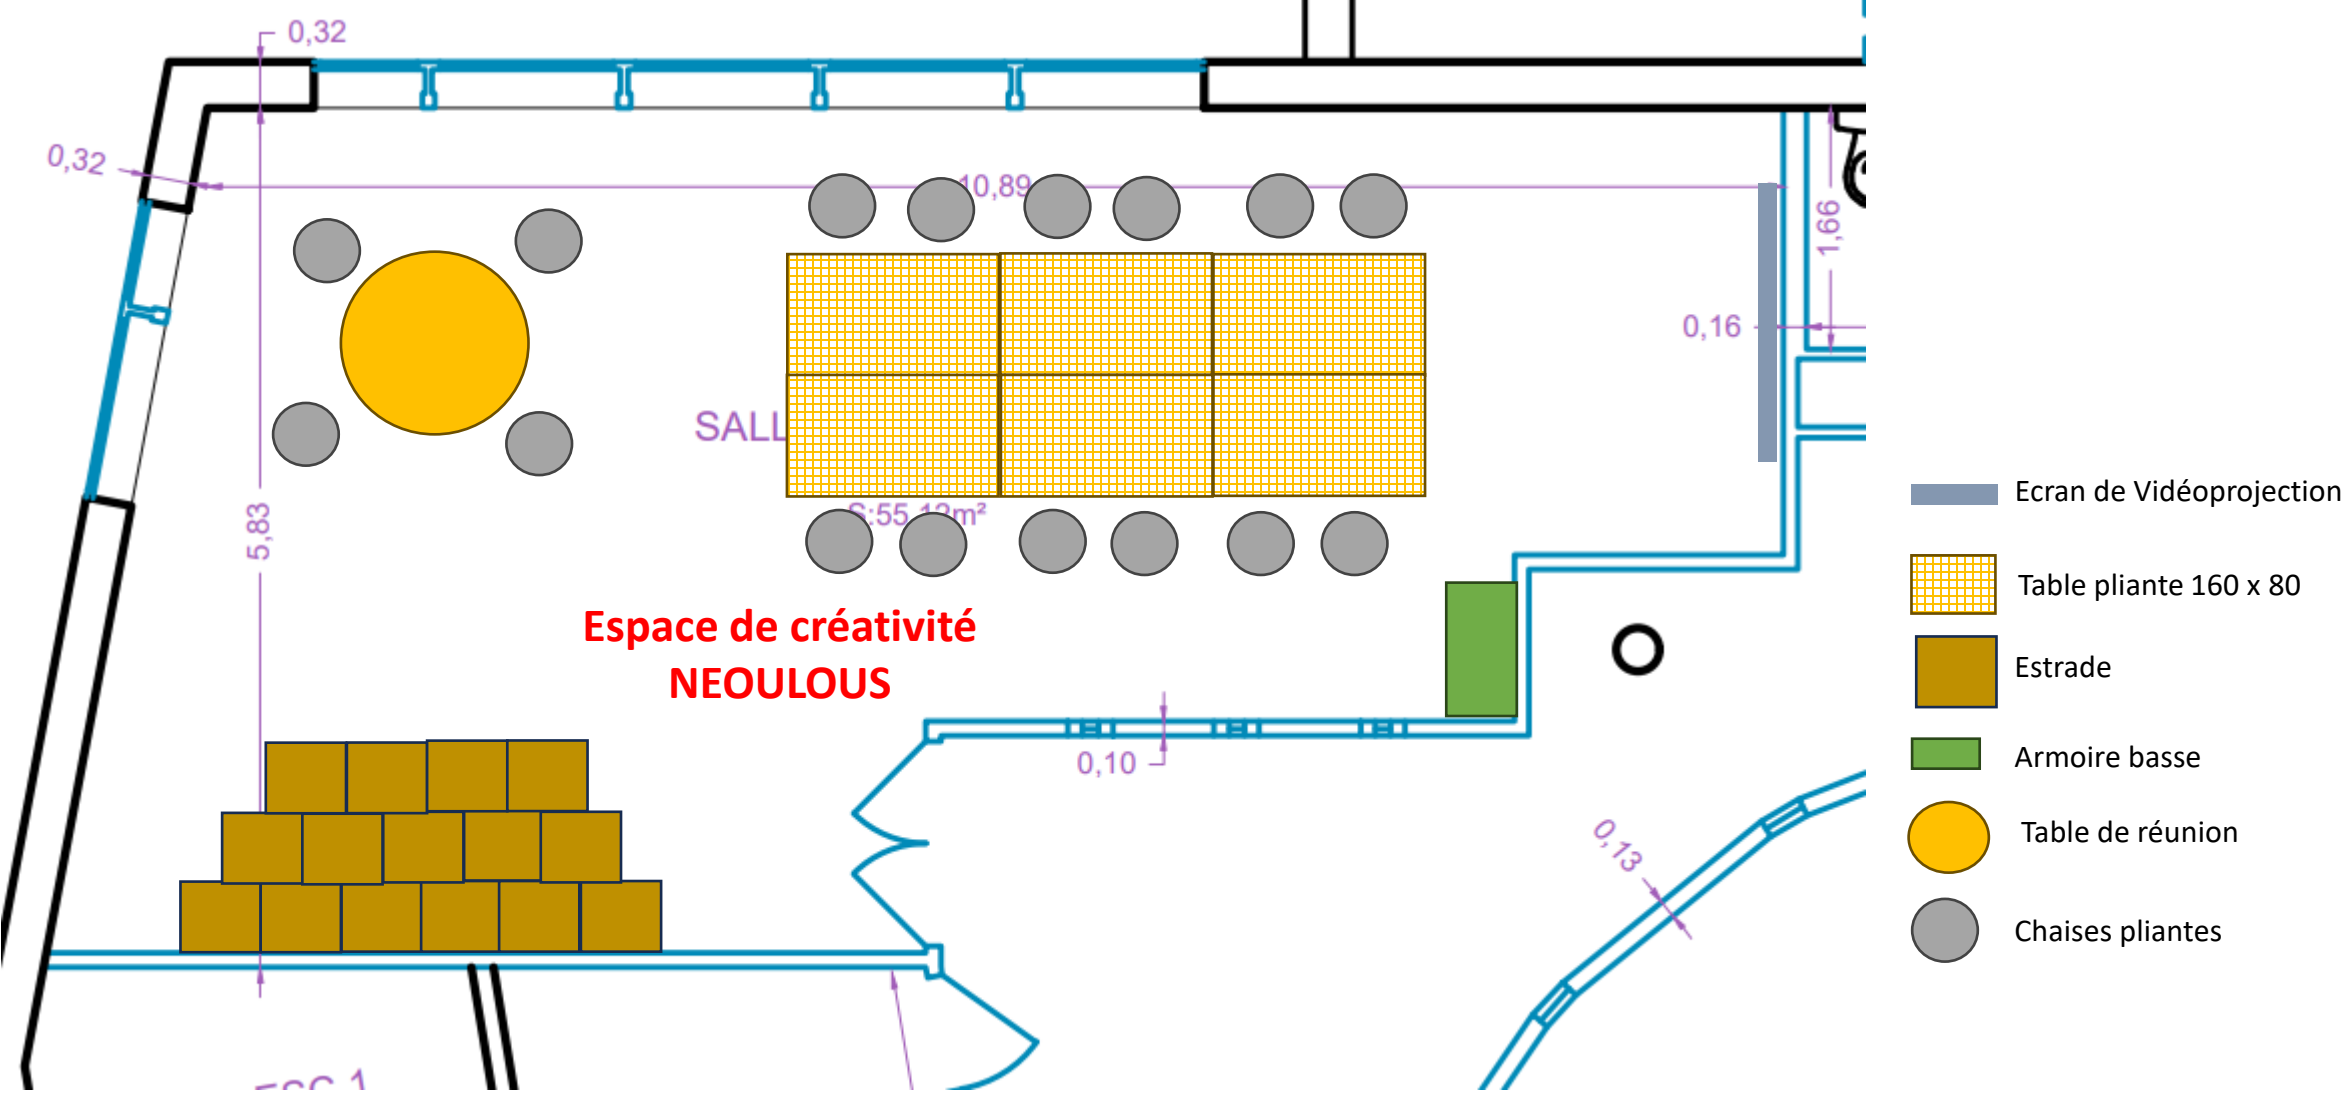 0,32
0,32
10,89
1,66
0,16
SALL
S:55,12m²
5,83
Espace de créativité
NEOULOUS
0,10
0,13
Ecran de Vidéoprojection
Table pliante 160 x 80
Estrade
Armoire basse
Table de réunion
Chaises pliantes